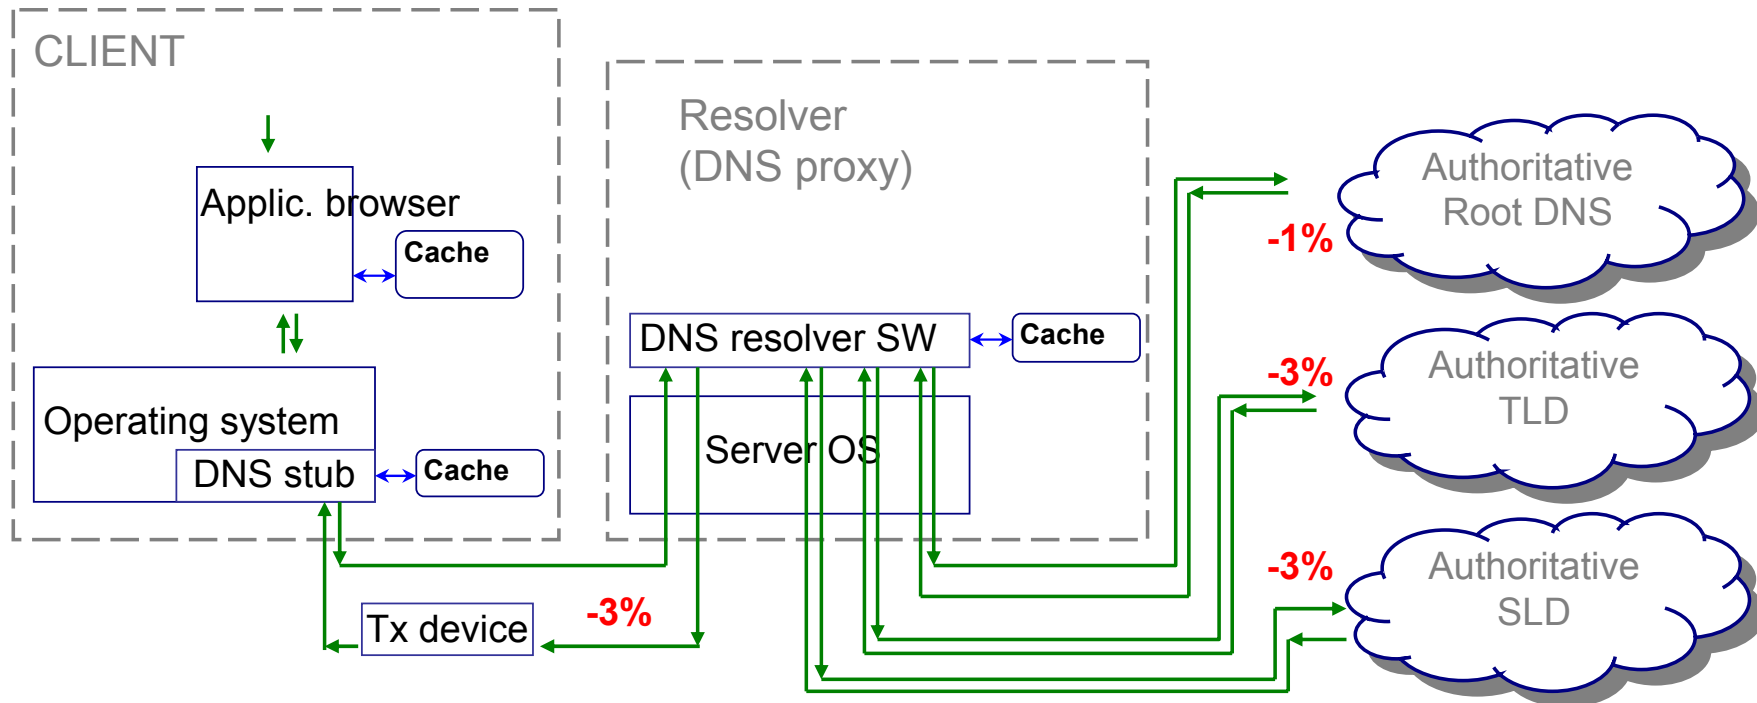 CLIENT
Applic. browser
Cache
Operating system
DNS stub
Cache
Tx device
-3%
Resolver
(DNS proxy)
DNS resolver SW
Cache
Server OS
Authoritative
Root DNS
-1%
Authoritative
TLD
-3%
Authoritative
SLD
-3%